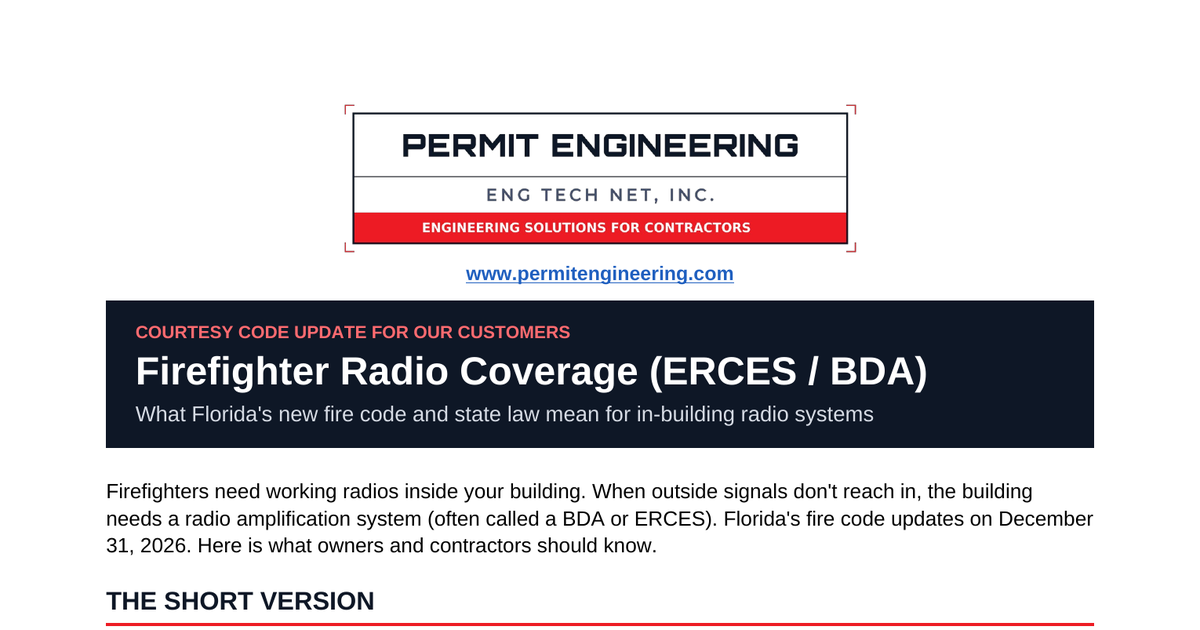 PERMIT ENGINEERING
ENG TECH NET, INC.
ENGINEERING SOLUTIONS FOR CONTRACTORS
www.permitengineering.com
COURTESY CODE UPDATE FOR OUR CUSTOMERS
Firefighter Radio Coverage (ERCES / BDA)
What Florida's new fire code and state law mean for in-building radio systems
Firefighters need working radios inside your building. When outside signals don't reach in, the building
needs a radio amplification system (often called a BDA or ERCES). Florida's fire code updates on December
31, 2026. Here is what owners and contractors should know.
THE SHORT VERSION